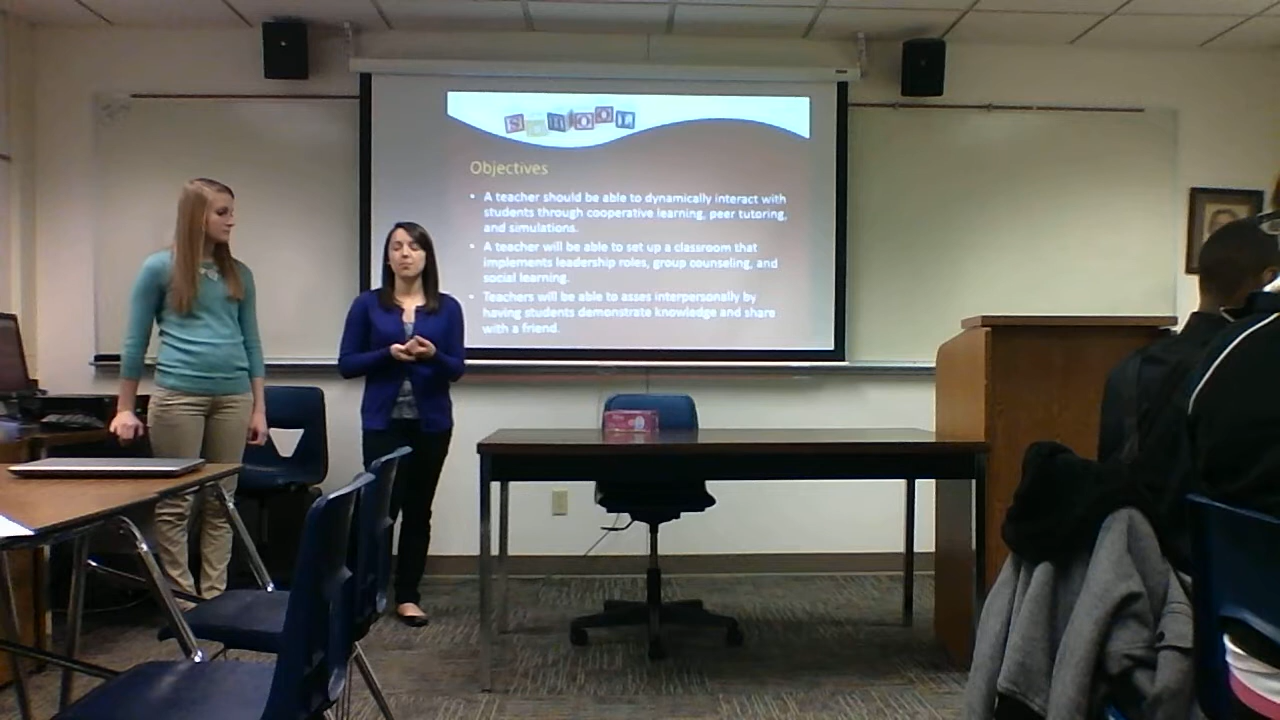 SCHOOL
Objectives
• A teacher should be able to dynamically interact with
students through cooperative learning, peer tutoring,
and simulations.
• A teacher will be able to set up a classroom that
implements leadership roles, group counseling, and
social learning.
• Teachers will be able to asses interpersonally by
having students demonstrate knowledge and share
with a friend.